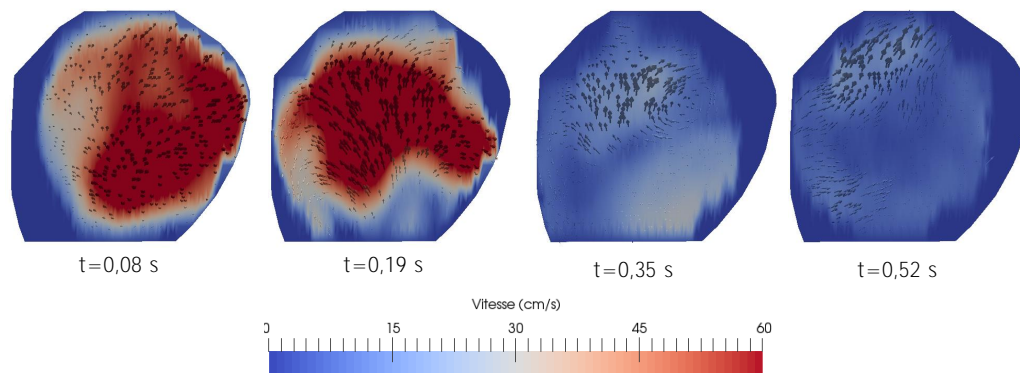 t=0,08 s
t=0,19 s
t=0,35 s
t=0,52 s
Vitesse (cm/s)
0 15 30 45 60